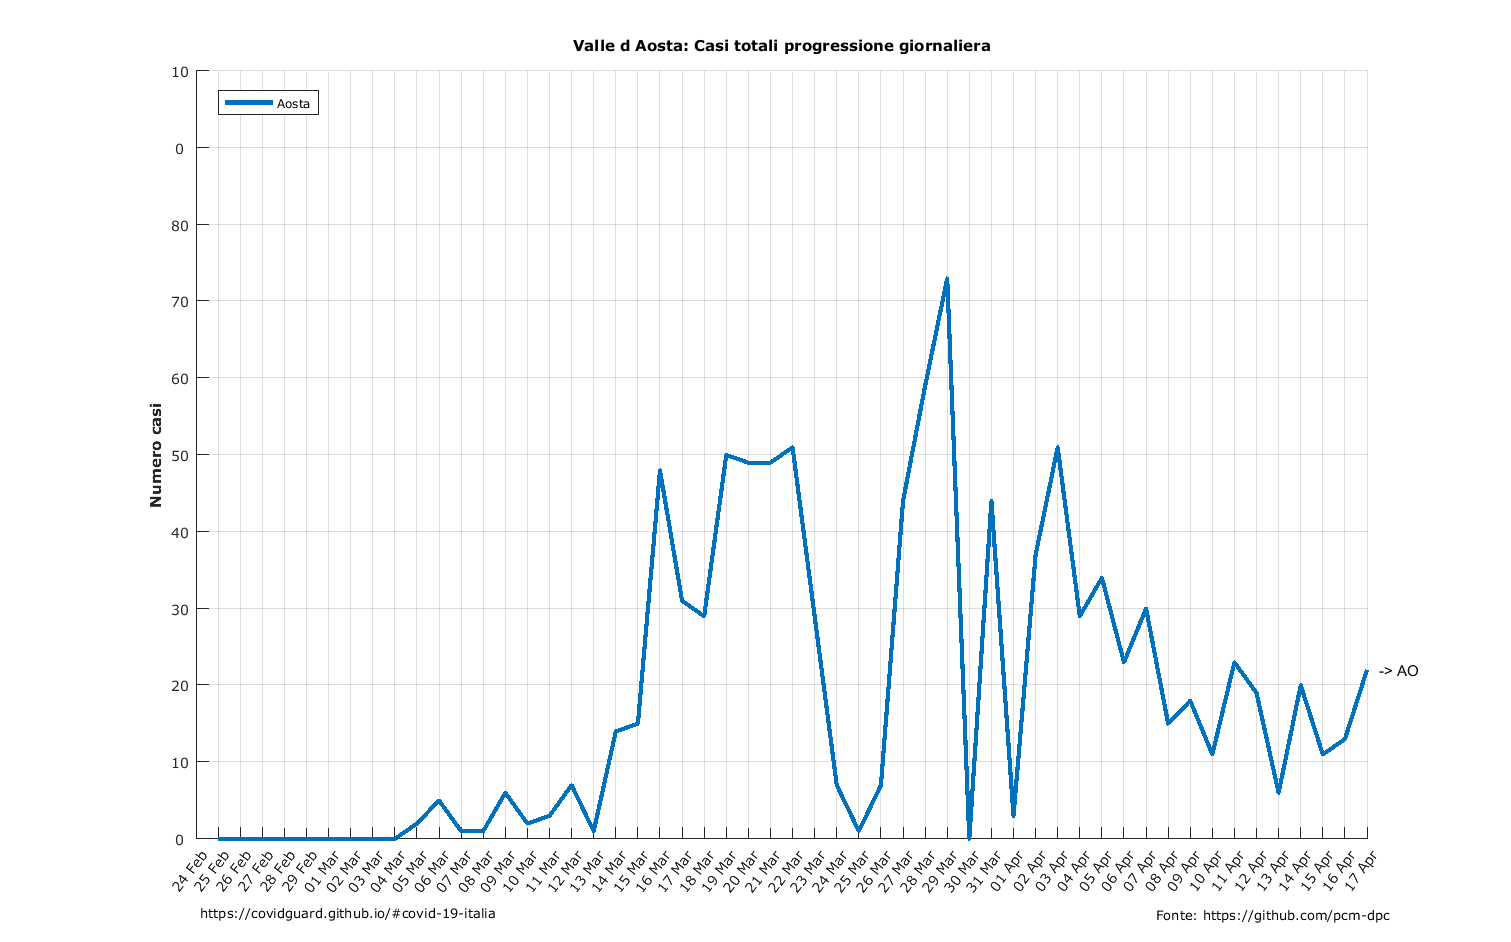 Valle d Aosta: Casi totali progressione giornaliera
Aosta
Numero casi
10
0
80
70
60
50
40
30
20
10
0
-> AO
24 Feb
25 Feb
26 Feb
27 Feb
28 Feb
29 Feb
01 Mar
02 Mar
03 Mar
04 Mar
05 Mar
06 Mar
07 Mar
08 Mar
09 Mar
10 Mar
11 Mar
12 Mar
13 Mar
14 Mar
15 Mar
16 Mar
17 Mar
18 Mar
19 Mar
20 Mar
21 Mar
22 Mar
23 Mar
24 Mar
25 Mar
26 Mar
27 Mar
28 Mar
29 Mar
30 Mar
31 Mar
01 Apr
02 Apr
03 Apr
04 Apr
05 Apr
06 Apr
07 Apr
08 Apr
09 Apr
10 Apr
11 Apr
12 Apr
13 Apr
14 Apr
15 Apr
16 Apr
17 Apr
https://covidguard.github.io/#covid-19-italia
Fonte: https://github.com/pcm-dpc